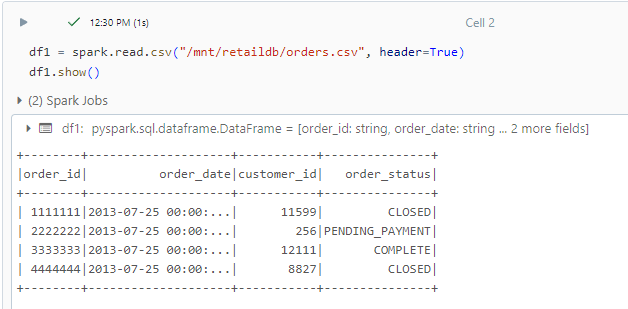 12:30 PM (1s)
Cell 2
df1 = spark.read.csv("/mnt/retaildb/orders.csv", header=True)
df1.show()
(2) Spark Jobs
df1: pyspark.sql.dataframe.DataFrame = [order_id: string, order_date: string ... 2 more fields]
+--------+--------------------+-----------+---------------+
|order_id|          order_date|customer_id|   order_status|
+--------+--------------------+-----------+---------------+
| 1111111|2013-07-25 00:00:...|      11599|         CLOSED|
| 2222222|2013-07-25 00:00:...|        256|PENDING_PAYMENT|
| 3333333|2013-07-25 00:00:...|      12111|       COMPLETE|
| 4444444|2013-07-25 00:00:...|       8827|         CLOSED|
+--------+--------------------+-----------+---------------+